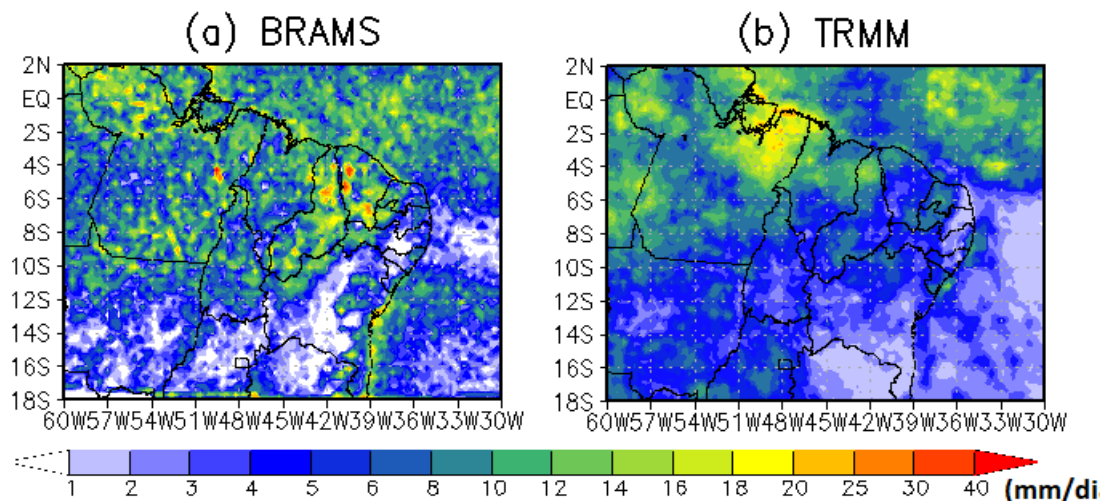 (a) BRAMS
(b) TRMM
2N
EQ
2S
4S
6S
8S
10S
12S
14S
16S
18S
60W57W54W51W48W45W42W39W36W33W30W
2N
EQ
2S
4S
6S
8S
10S
12S
14S
16S
18S
60W57W54W51W48W45W42W39W36W33W30W
1 2 3 4 5 6 8 10 12 14 16 18 20 25 30 40 (mm/di